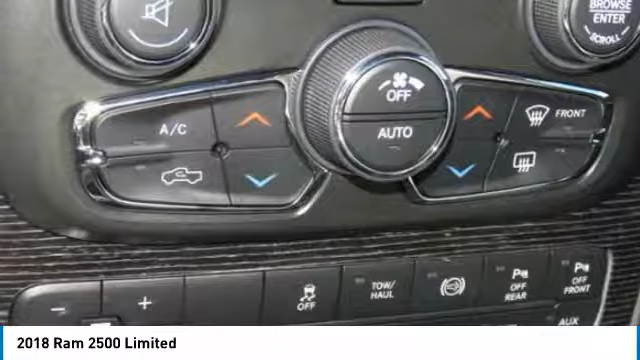 BROWSE
ENTER
SCROLL
OFF
A/C
AUTO
FRONT
OFF
TOW/
HAUL
P
OFF
REAR
P
OFF
FRONT
- +
AUX
2018 Ram 2500 Limited